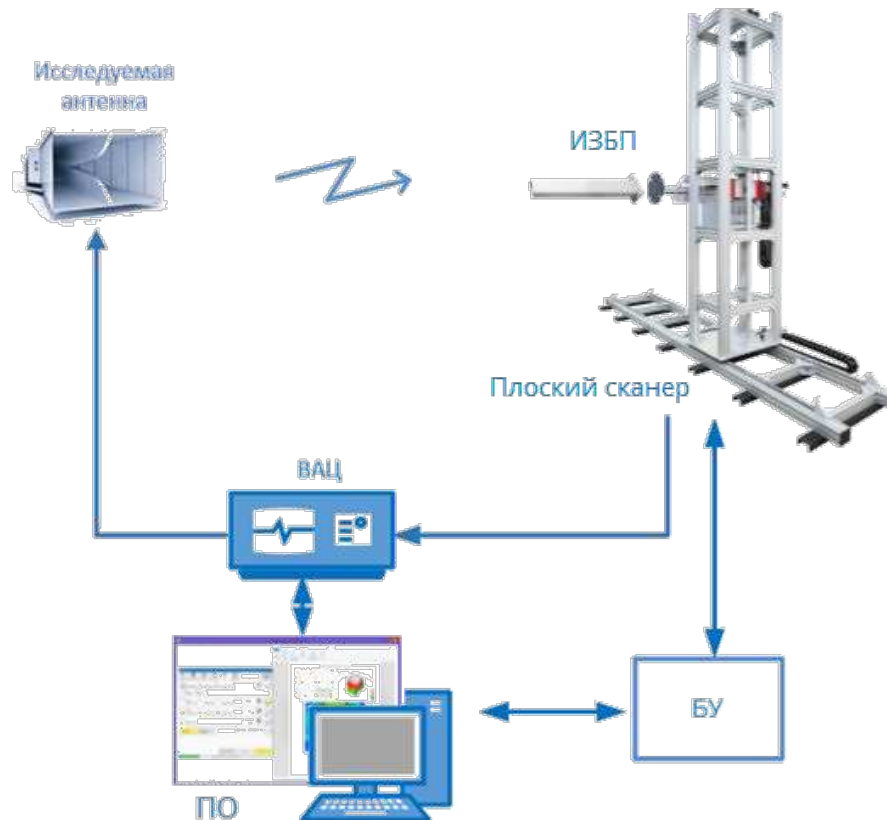 Исследуемая
антенна
ИЗБП
Плоский сканер
ВАЦ
БУ
ПО